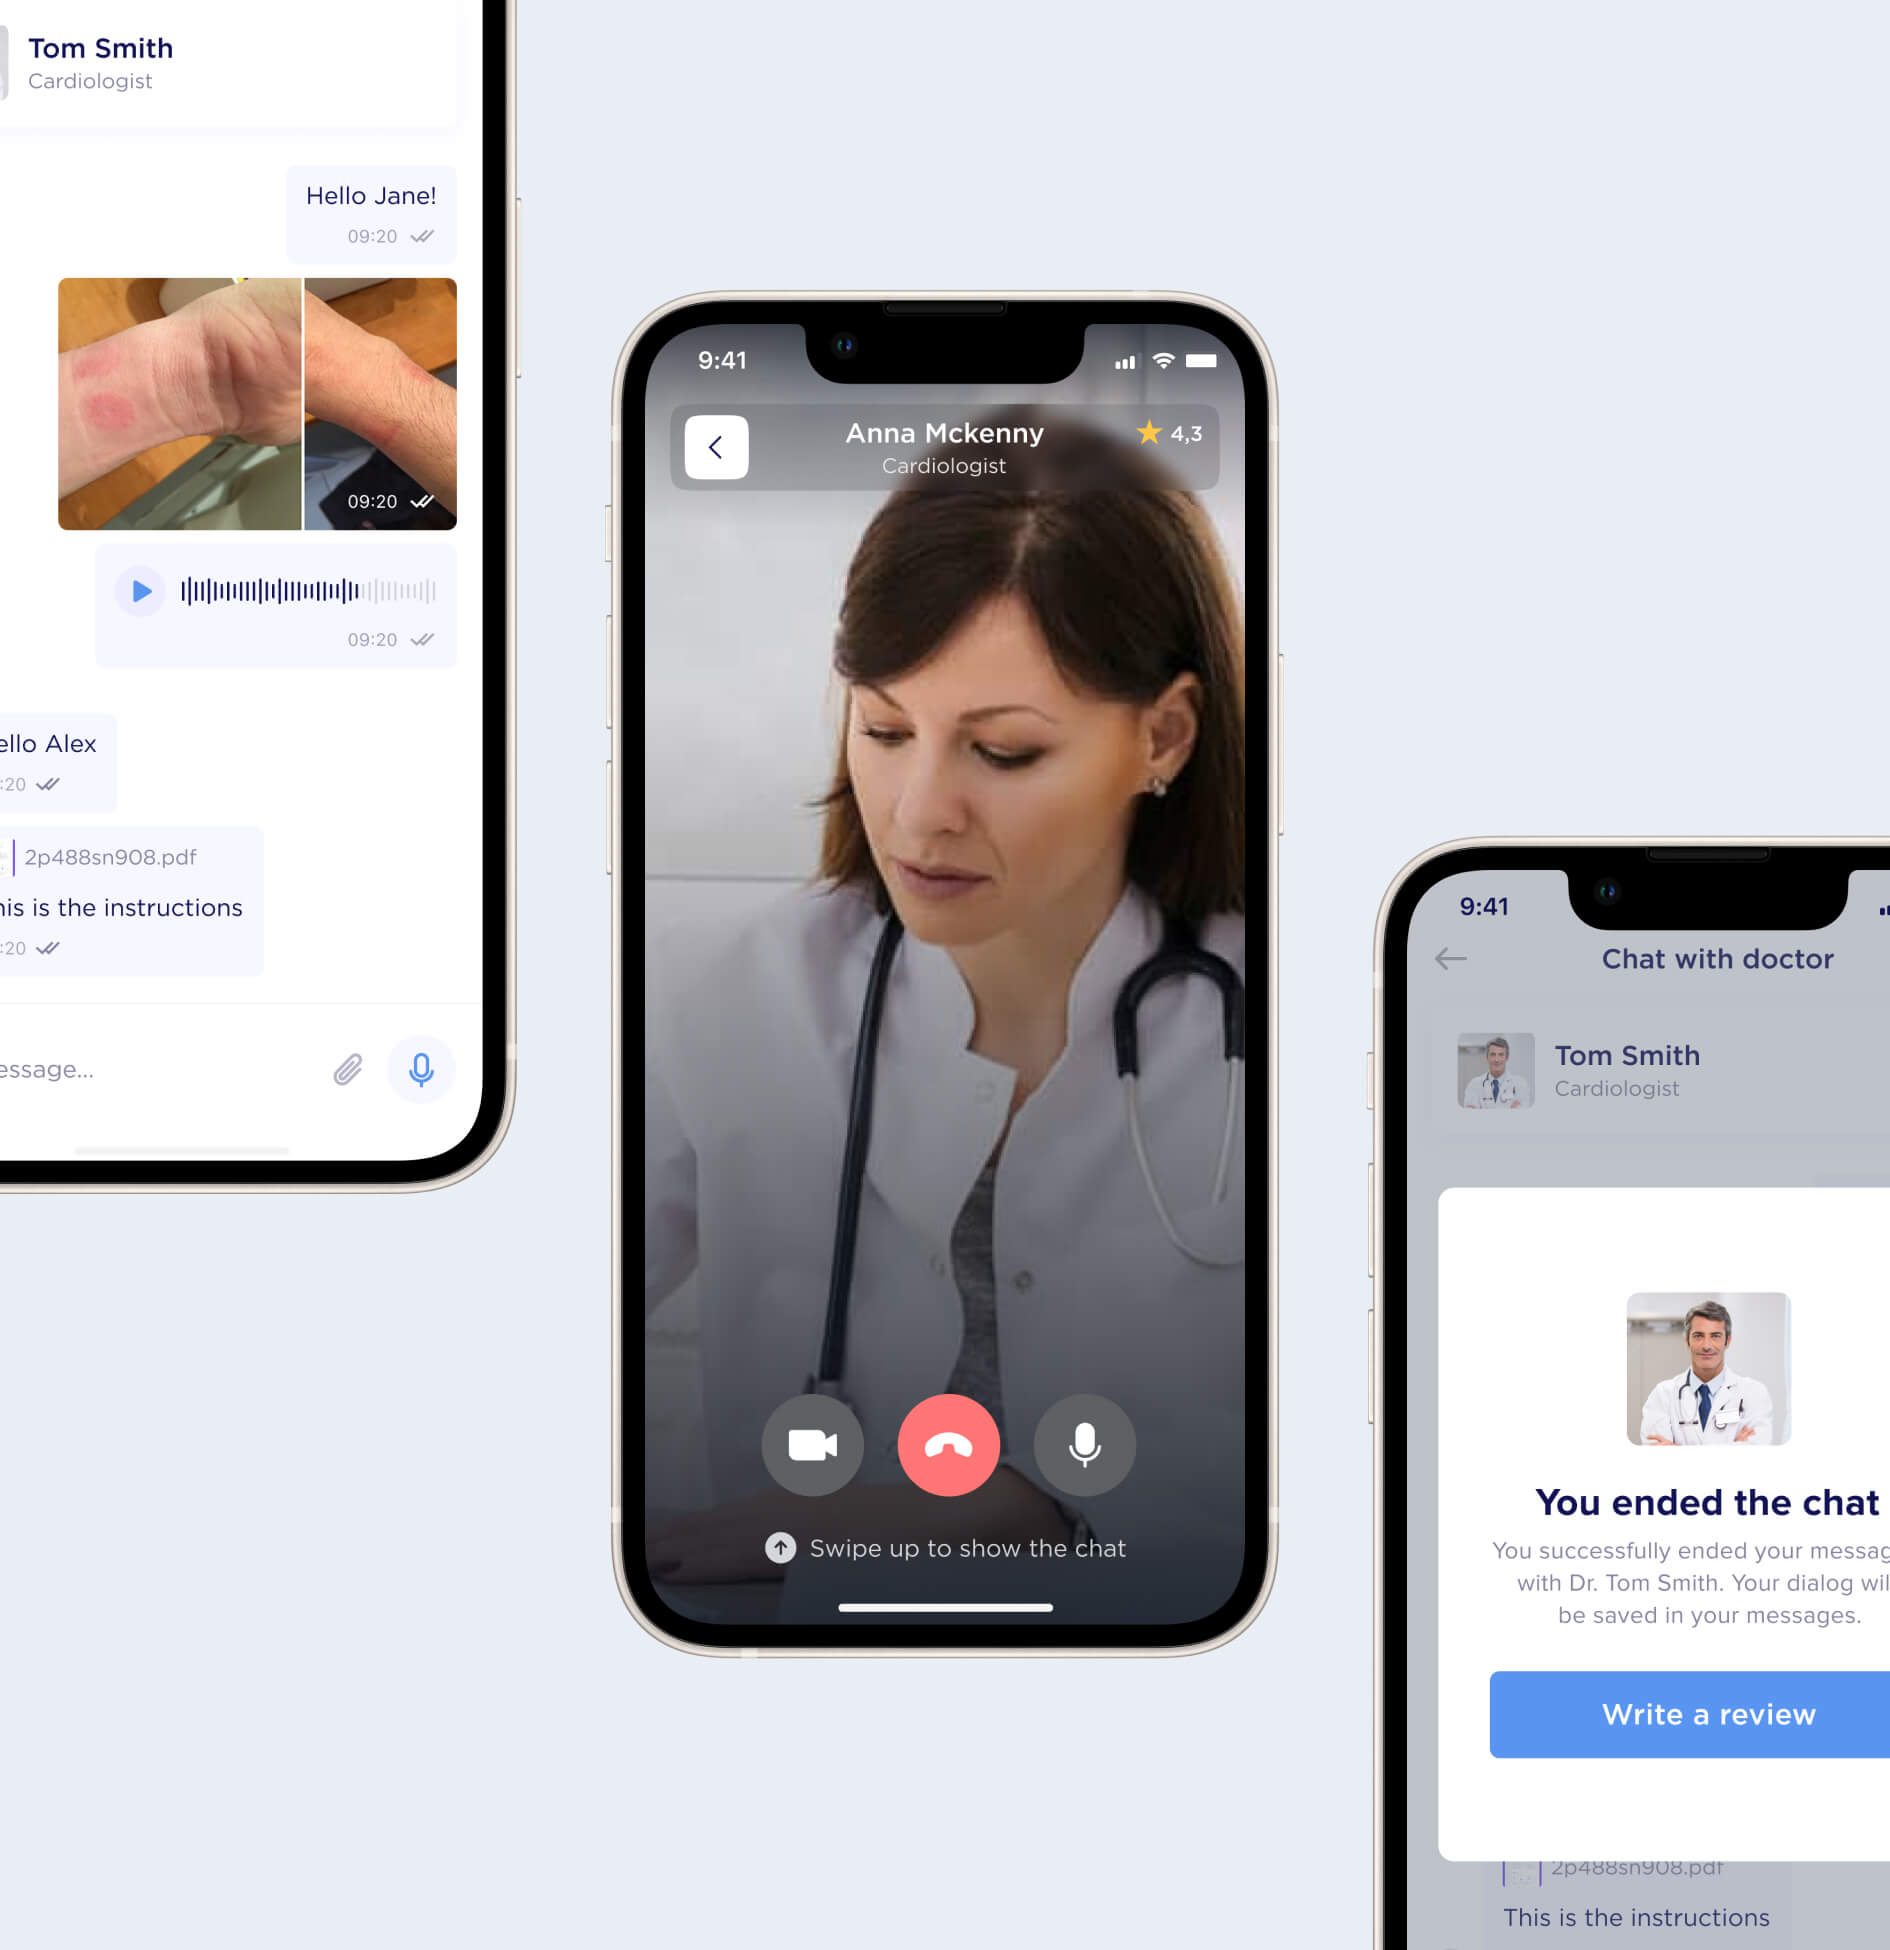 Tom Smith
Cardiologist
Hello Jane!
09:20
09:20
09:20
ello Alex
:20
2p488sn908.pdf
his is the instructions
:20
essage...
9:41
Anna Mckenny
Cardiologist
4,3
Swipe up to show the chat
9:41
Chat with doctor
Tom Smith
Cardiologist
You ended the chat
You successfully ended your messag
with Dr. Tom Smith. Your dialog wil
be saved in your messages.
Write a review
2p488sn908.pdf
This is the instructions